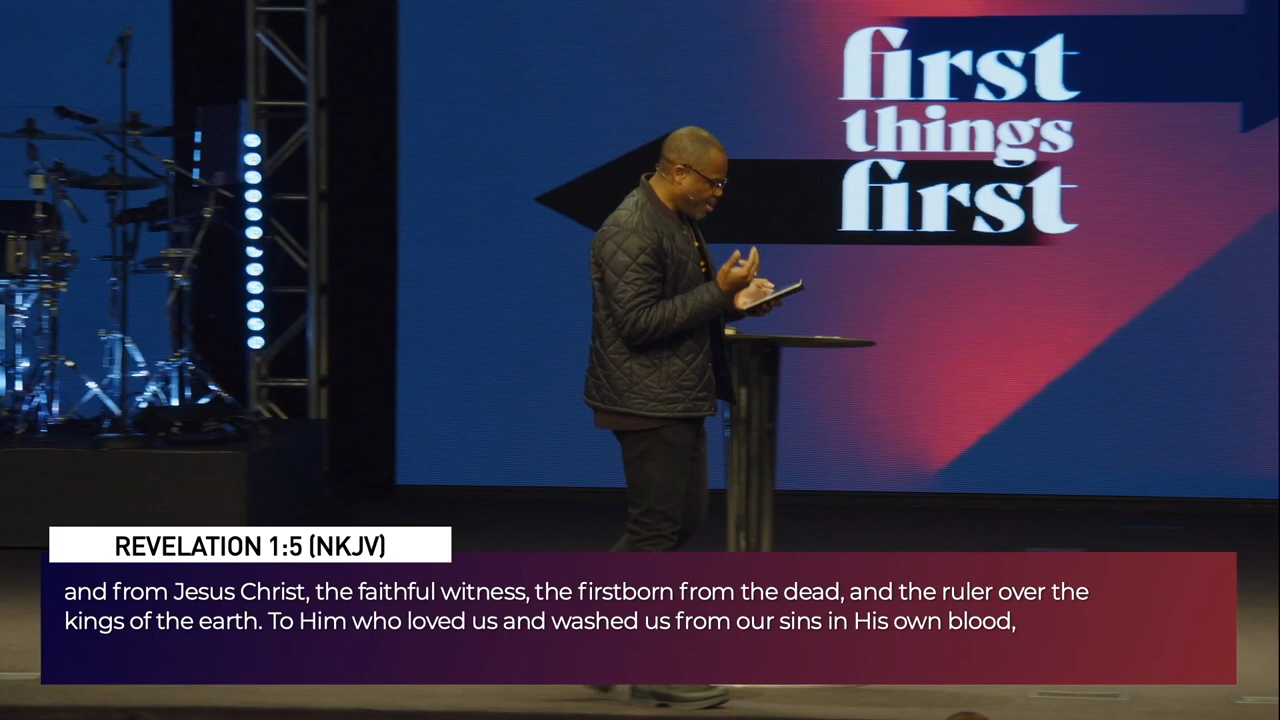 first
things
first
REVELATION 1:5 (NKJV)
and from Jesus Christ, the faithful witness, the firstborn from the dead, and the ruler over the
kings of the earth. To Him who loved us and washed us from our sins in His own blood,